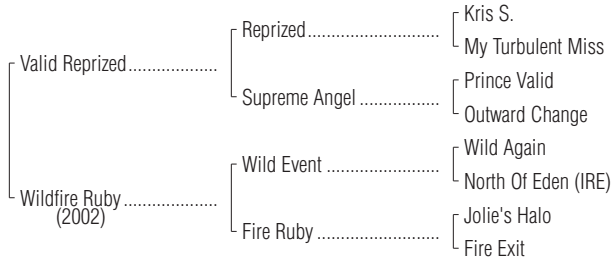 Kris S.
Reprized..............................
My Turbulent Miss
Valid Reprized....................
Prince Valid
Supreme Angel ..................
Outward Change
Wild Again
Wild Event ......................
North Of Eden (IRE)
Wildfire Ruby.....................
(2002)
Jolie's Halo
Fire Ruby ...........................
Fire Exit